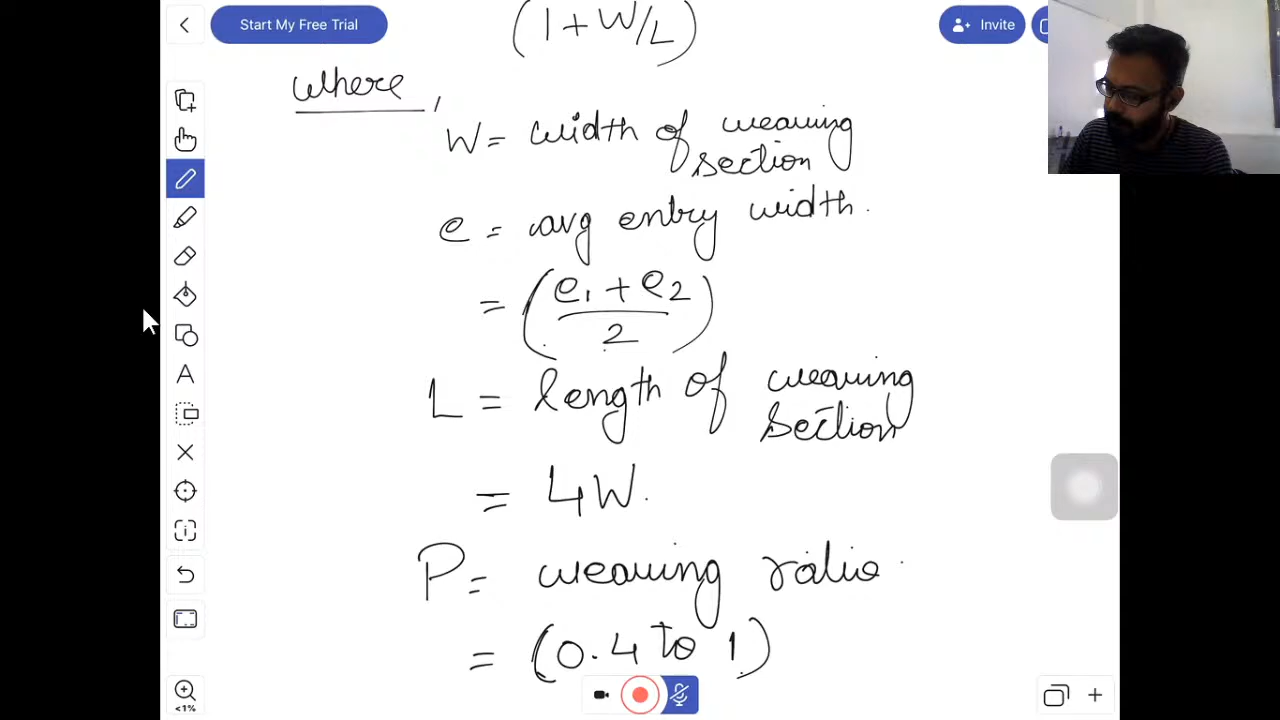 Start My Free Trial
Invite
(1 + W/L)
where,
W = width of weaving
section
e = avg entry width.
= (e1 + e2 / 2)
L = length of weaving
section
= 4W.
P = weaving ratio
= (0.4 to 1)
<1%